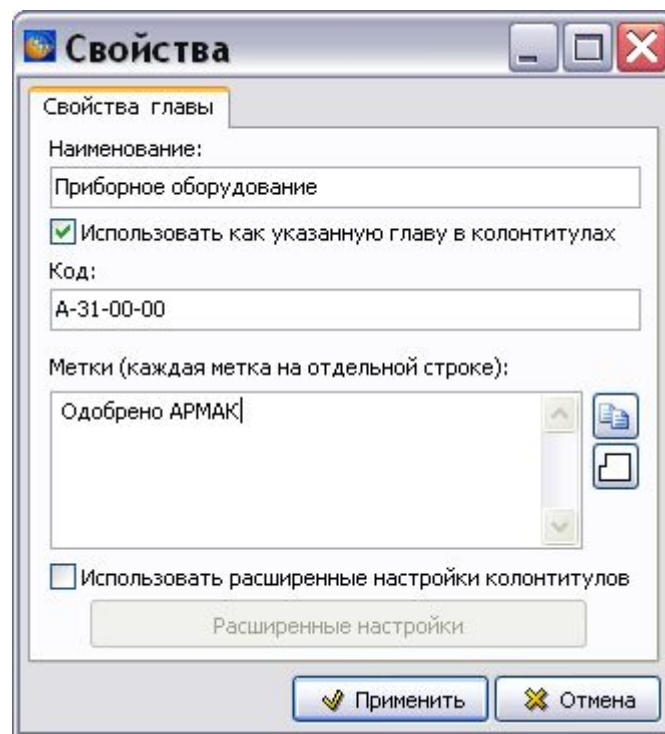 Свойства
Свойства главы
Наименование:
Приборное оборудование
Использовать как указанную главу в колонтитулах
Код:
А-31-00-00
Метки (каждая метка на отдельной строке):
Одобрено АРМАК
Использовать расширенные настройки колонтитулов
Расширенные настройки
Применить
Отмена